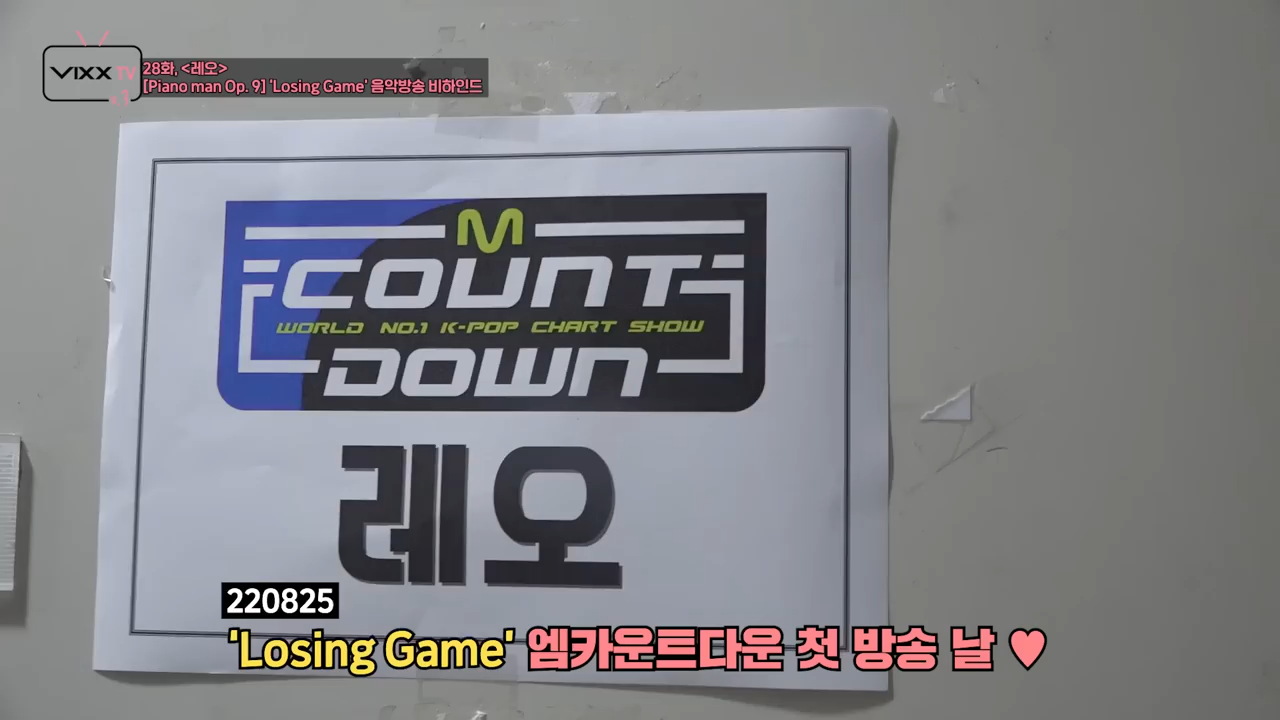 VIXX TV
28화, <레오>
[Piano man Op. 9] 'Losing Game' 음악방송 비하인드
M
COUNT
WORLD NO.1 K-POP CHART SHOW
DOWN
레오
220825
'Losing Game' 엠카운트다운 첫 방송 날 ♥